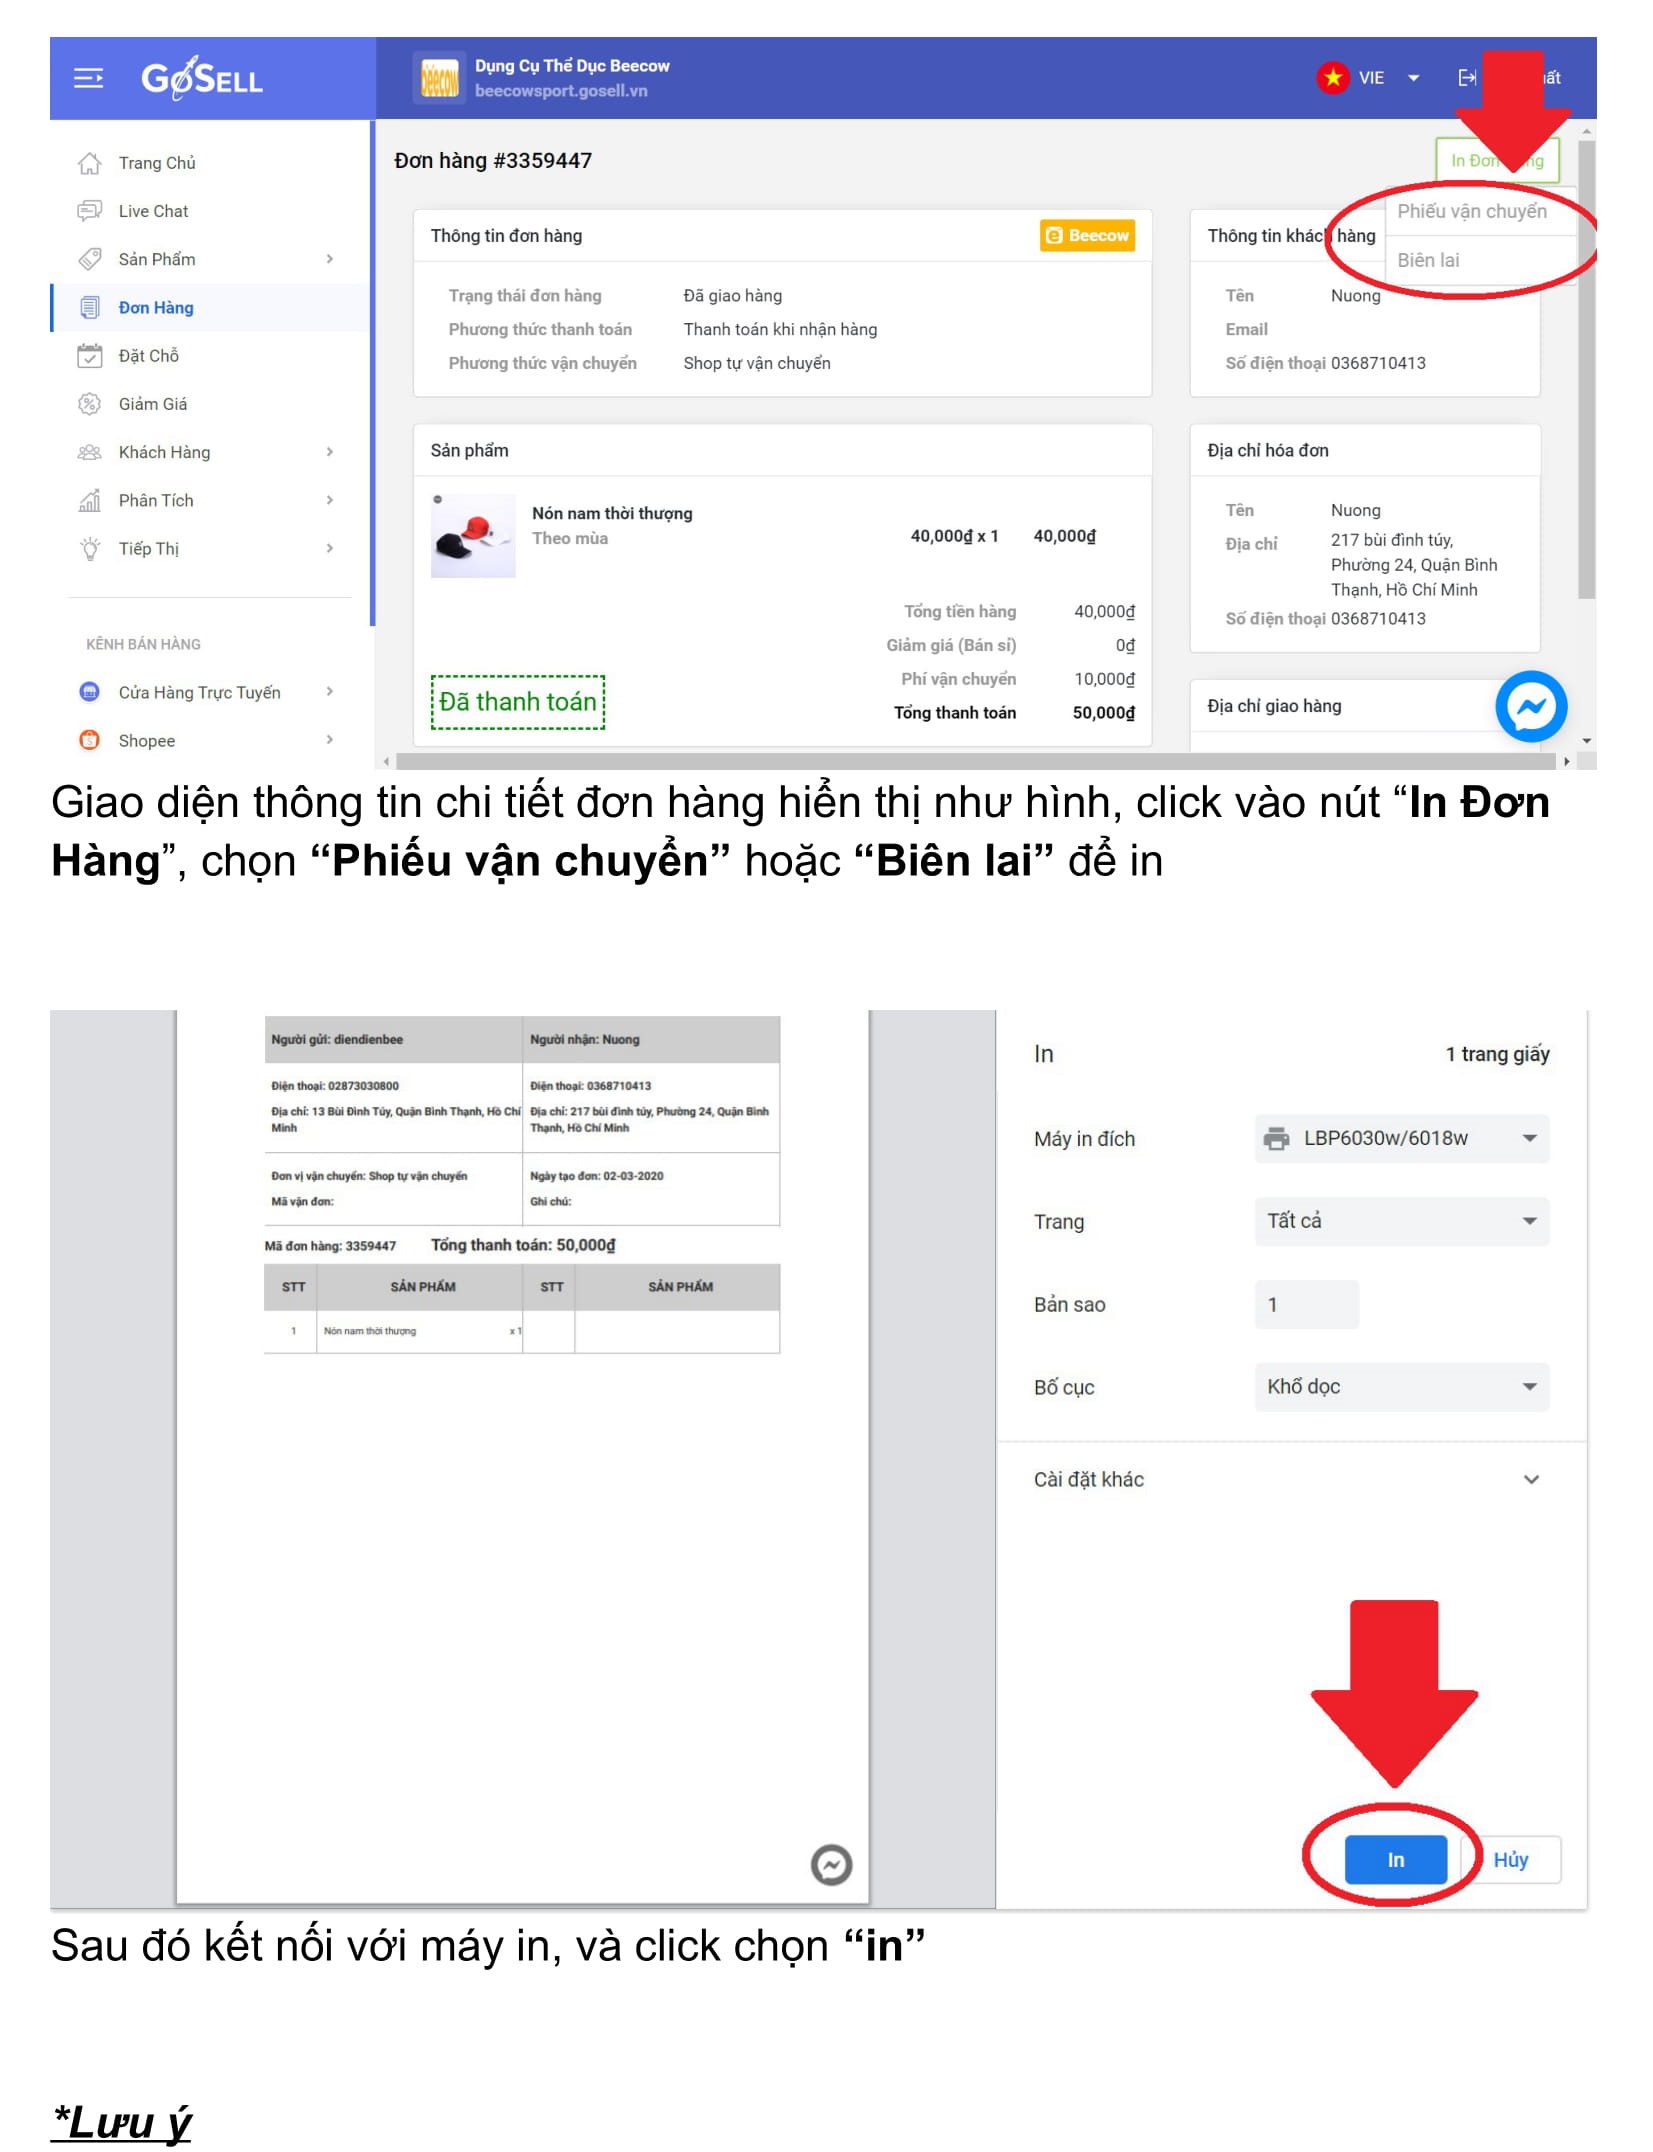 GoSELL
Dụng Cụ Thể Dục Beecow
beecowsport.gosell.vn
VIE
Trang Chủ
Live Chat
Sản Phẩm
Đơn Hàng
Đặt Chỗ
Giảm Giá
Khách Hàng
Phân Tích
Tiếp Thị
KÊNH BÁN HÀNG
Cửa Hàng Trực Tuyến
Shopee
Đơn hàng #3359447
In Đơn
Phiếu vận chuyển
Biên lai
Thông tin đơn hàng
Beecow
Trạng thái đơn hàng Đã giao hàng
Phương thức thanh toán Thanh toán khi nhận hàng
Phương thức vận chuyển Shop tự vận chuyển
Thông tin khách hàng
Tên Nuong
Email
Số điện thoại 0368710413
Sản phẩm
Nón nam thời thượng
Theo mùa
40,000₫ x 1 40,000₫
Tổng tiền hàng 40,000₫
Giảm giá (Bán sỉ) 0₫
Phí vận chuyển 10,000₫
Tổng thanh toán 50,000₫
Đã thanh toán
Địa chỉ hóa đơn
Tên Nuong
Địa chỉ 217 bùi đình túy,
Phường 24, Quận Bình
Thạnh, Hồ Chí Minh
Số điện thoại 0368710413
Địa chỉ giao hàng
Giao diện thông tin chi tiết đơn hàng hiển thị như hình, click vào nút “In Đơn
Hàng”, chọn “Phiếu vận chuyển” hoặc “Biên lai” để in
Người gửi: diendienbee Người nhận: Nuong
Điện thoại: 02873030800 Điện thoại: 0368710413
Địa chỉ: 13 Bùi Đình Túy, Quận Bình Thạnh, Hồ Chí Địa chỉ: 217 bùi đình túy, Phường 24, Quận Bình
Minh Thạnh, Hồ Chí Minh
Đơn vị vận chuyển: Shop tự vận chuyển Ngày tạo đơn: 02-03-2020
Mã vận đơn: Ghi chú:
Mã đơn hàng: 3359447 Tổng thanh toán: 50,000₫
STT SẢN PHẨM STT SẢN PHẨM
1 Nón nam thời thượng x 1
In 1 trang giấy
Máy in đích LBP6030w/6018w
Trang Tất cả
Bản sao 1
Bố cục Khổ dọc
Cài đặt khác
In Hủy
Sau đó kết nối với máy in, và click chọn “in”
*Lưu ý